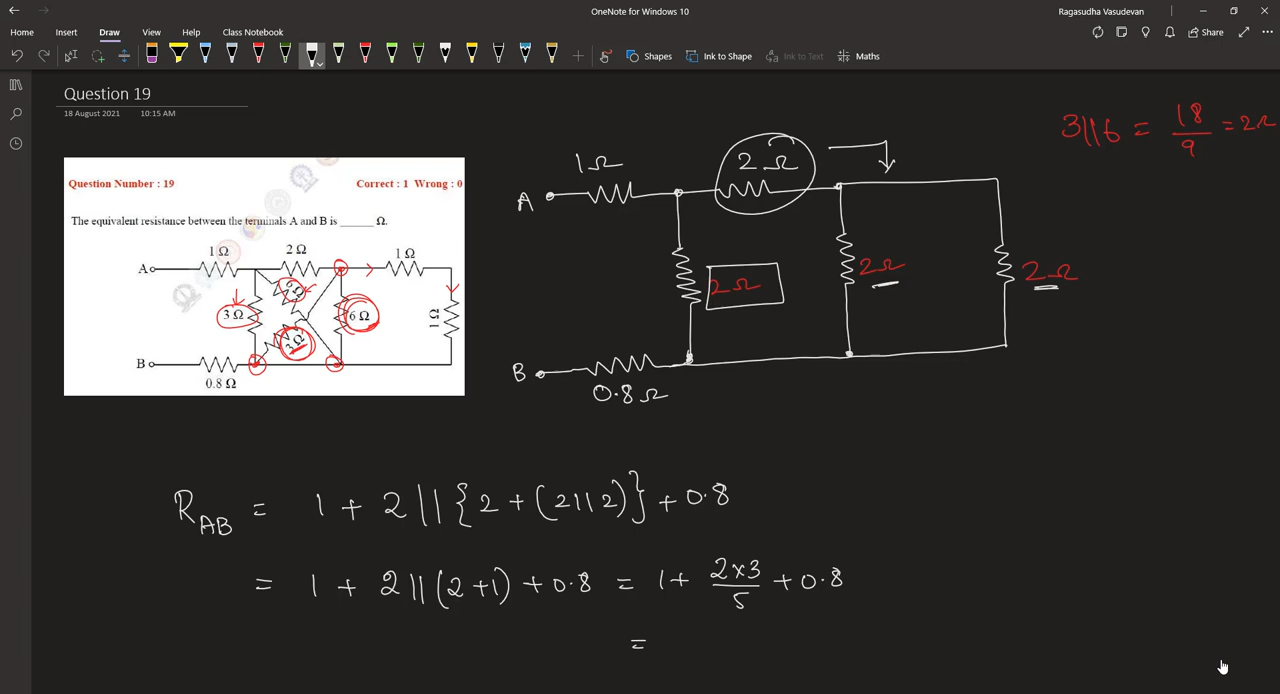 OneNote for Windows 10
Ragasudha Vasudevan
Home Insert Draw View Help Class Notebook
Share
Shapes Ink to Shape Ink to Text Maths
Question 19
18 August 2021 10:15 AM
3||6 = 18/9 = 2Ω
Question Number : 19 Correct : 1 Wrong : 0
The equivalent resistance between the terminals A and B is ______ Ω.
1 Ω 2 Ω 1 Ω
A
6Ω
3 Ω 6 Ω 1 Ω
3Ω
B
0.8 Ω
1Ω 2Ω
A
2Ω 2Ω 2Ω
B
0.8Ω
R_AB = 1 + 2||{2 + (2||2)} + 0.8
= 1 + 2||(2+1) + 0.8 = 1 + 2×3/5 + 0.8
=